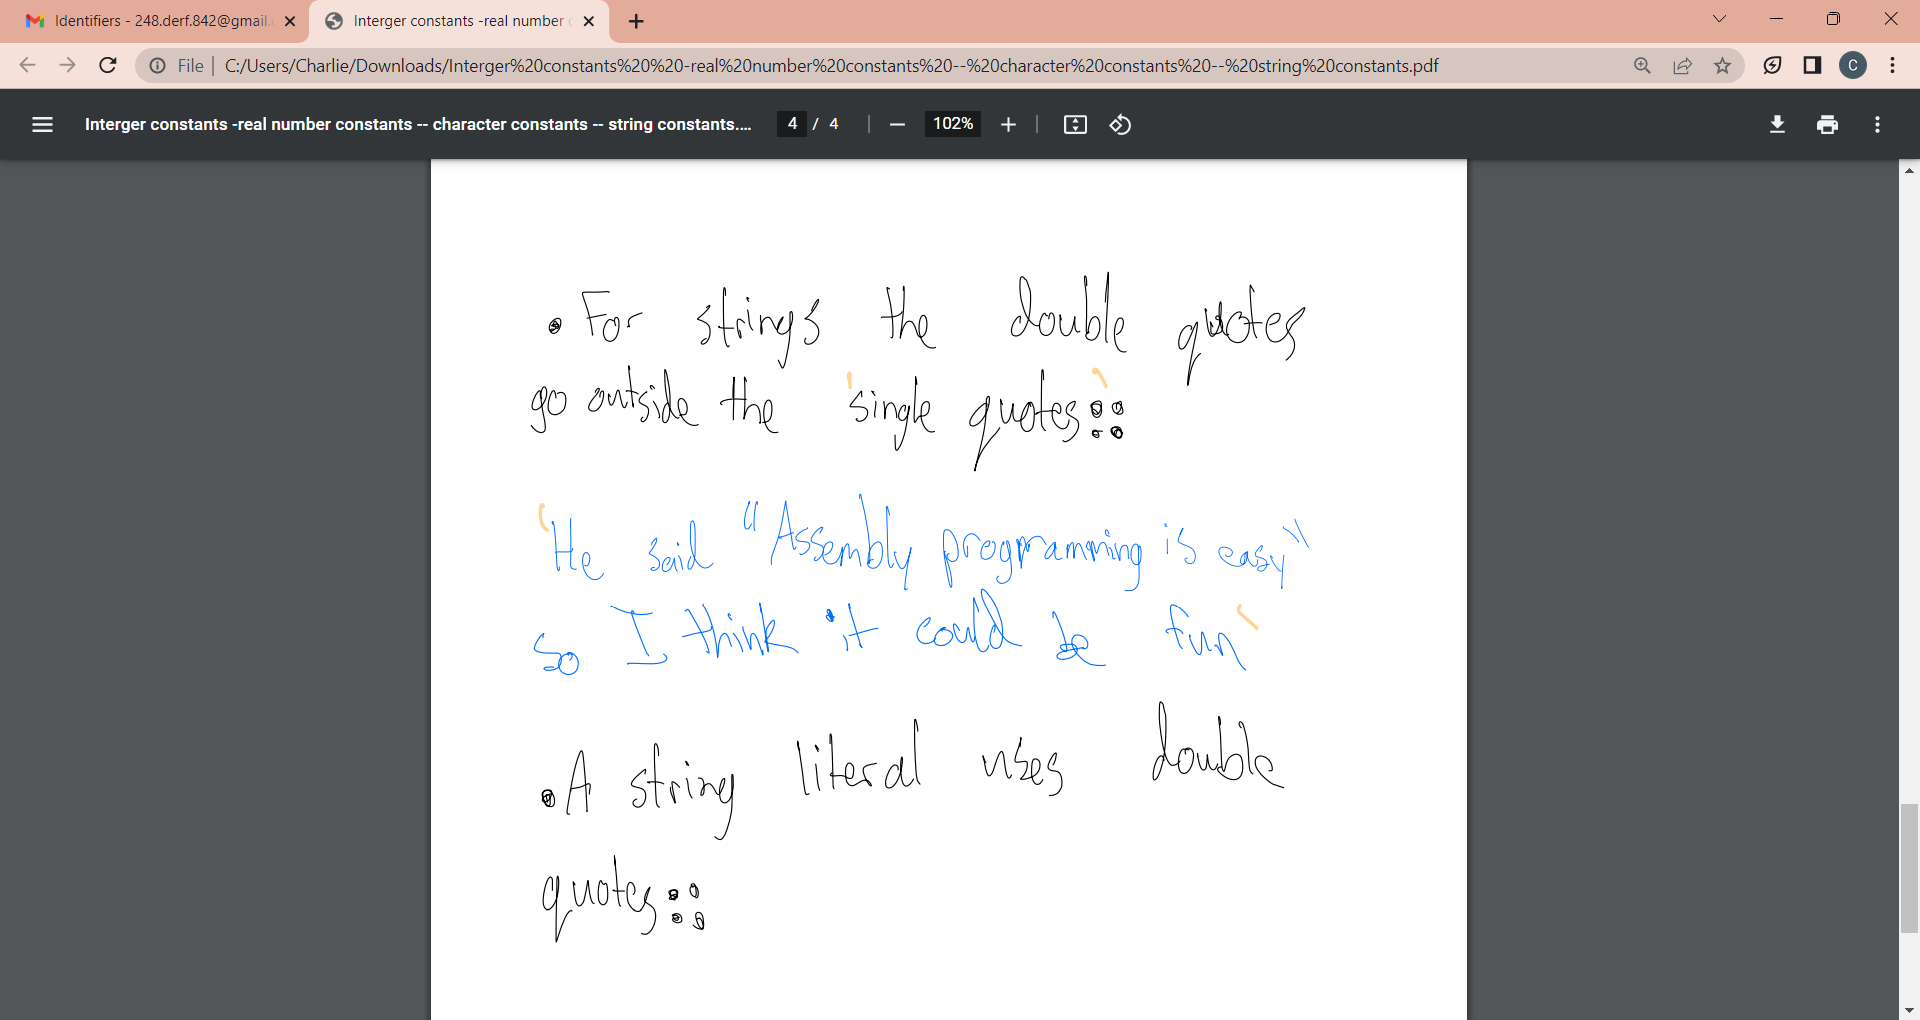 Identifiers - 248.derf.842@gmail.
Interger constants -real number c
File | C:/Users/Charlie/Downloads/Interger%20constants%20%20-real%20number%20constants%20--%20character%20constants%20--%20string%20constants.pdf
C
Interger constants -real number constants -- character constants -- string constants....
4 / 4
102%
• For strings the double quotes
go outside the 'single quotes'::
'He said "Assembly programming is easy"
so I think it could be fun'
• A string literal uses double
quotes::